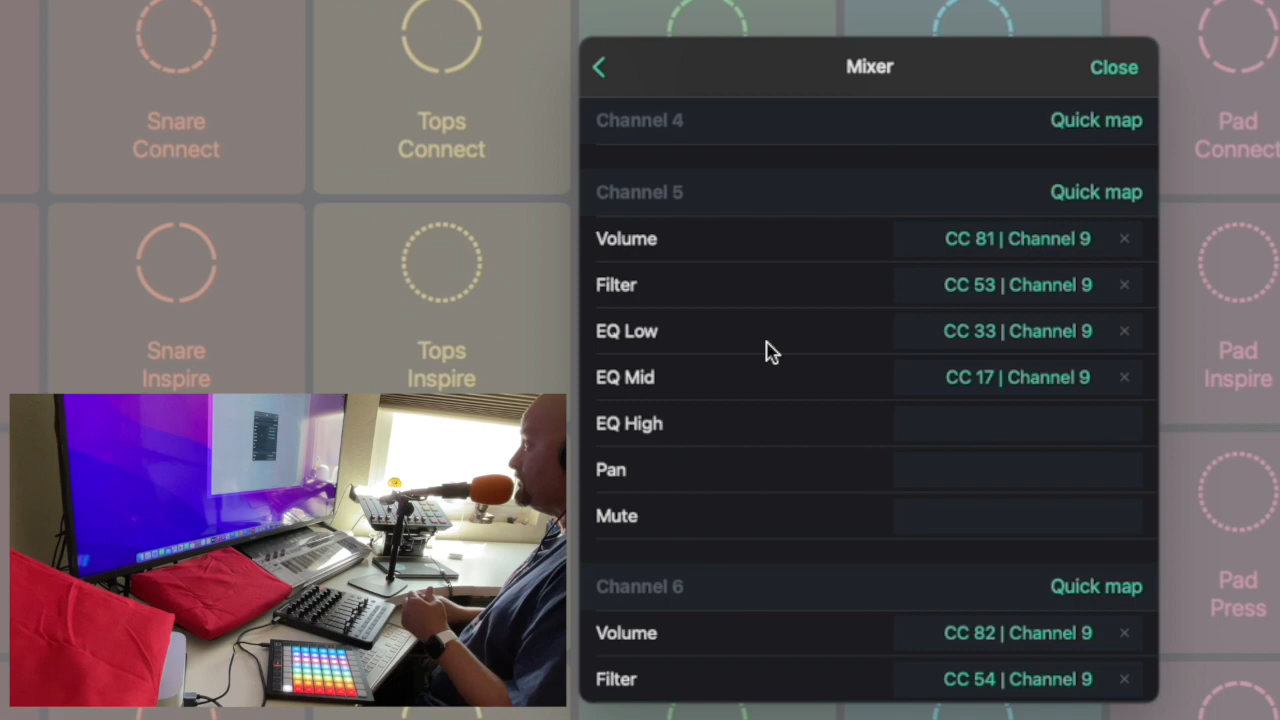 Snare
Connect
Tops
Connect
Snare
Inspire
Tops
Inspire
Mixer
Close
Channel 4
Quick map
Channel 5
Quick map
Volume
CC 81 | Channel 9
Filter
CC 53 | Channel 9
EQ Low
CC 33 | Channel 9
EQ Mid
CC 17 | Channel 9
EQ High
Pan
Mute
Channel 6
Quick map
Volume
CC 82 | Channel 9
Filter
CC 54 | Channel 9
Pad
Connect
Pad
Inspire
Pad
Press